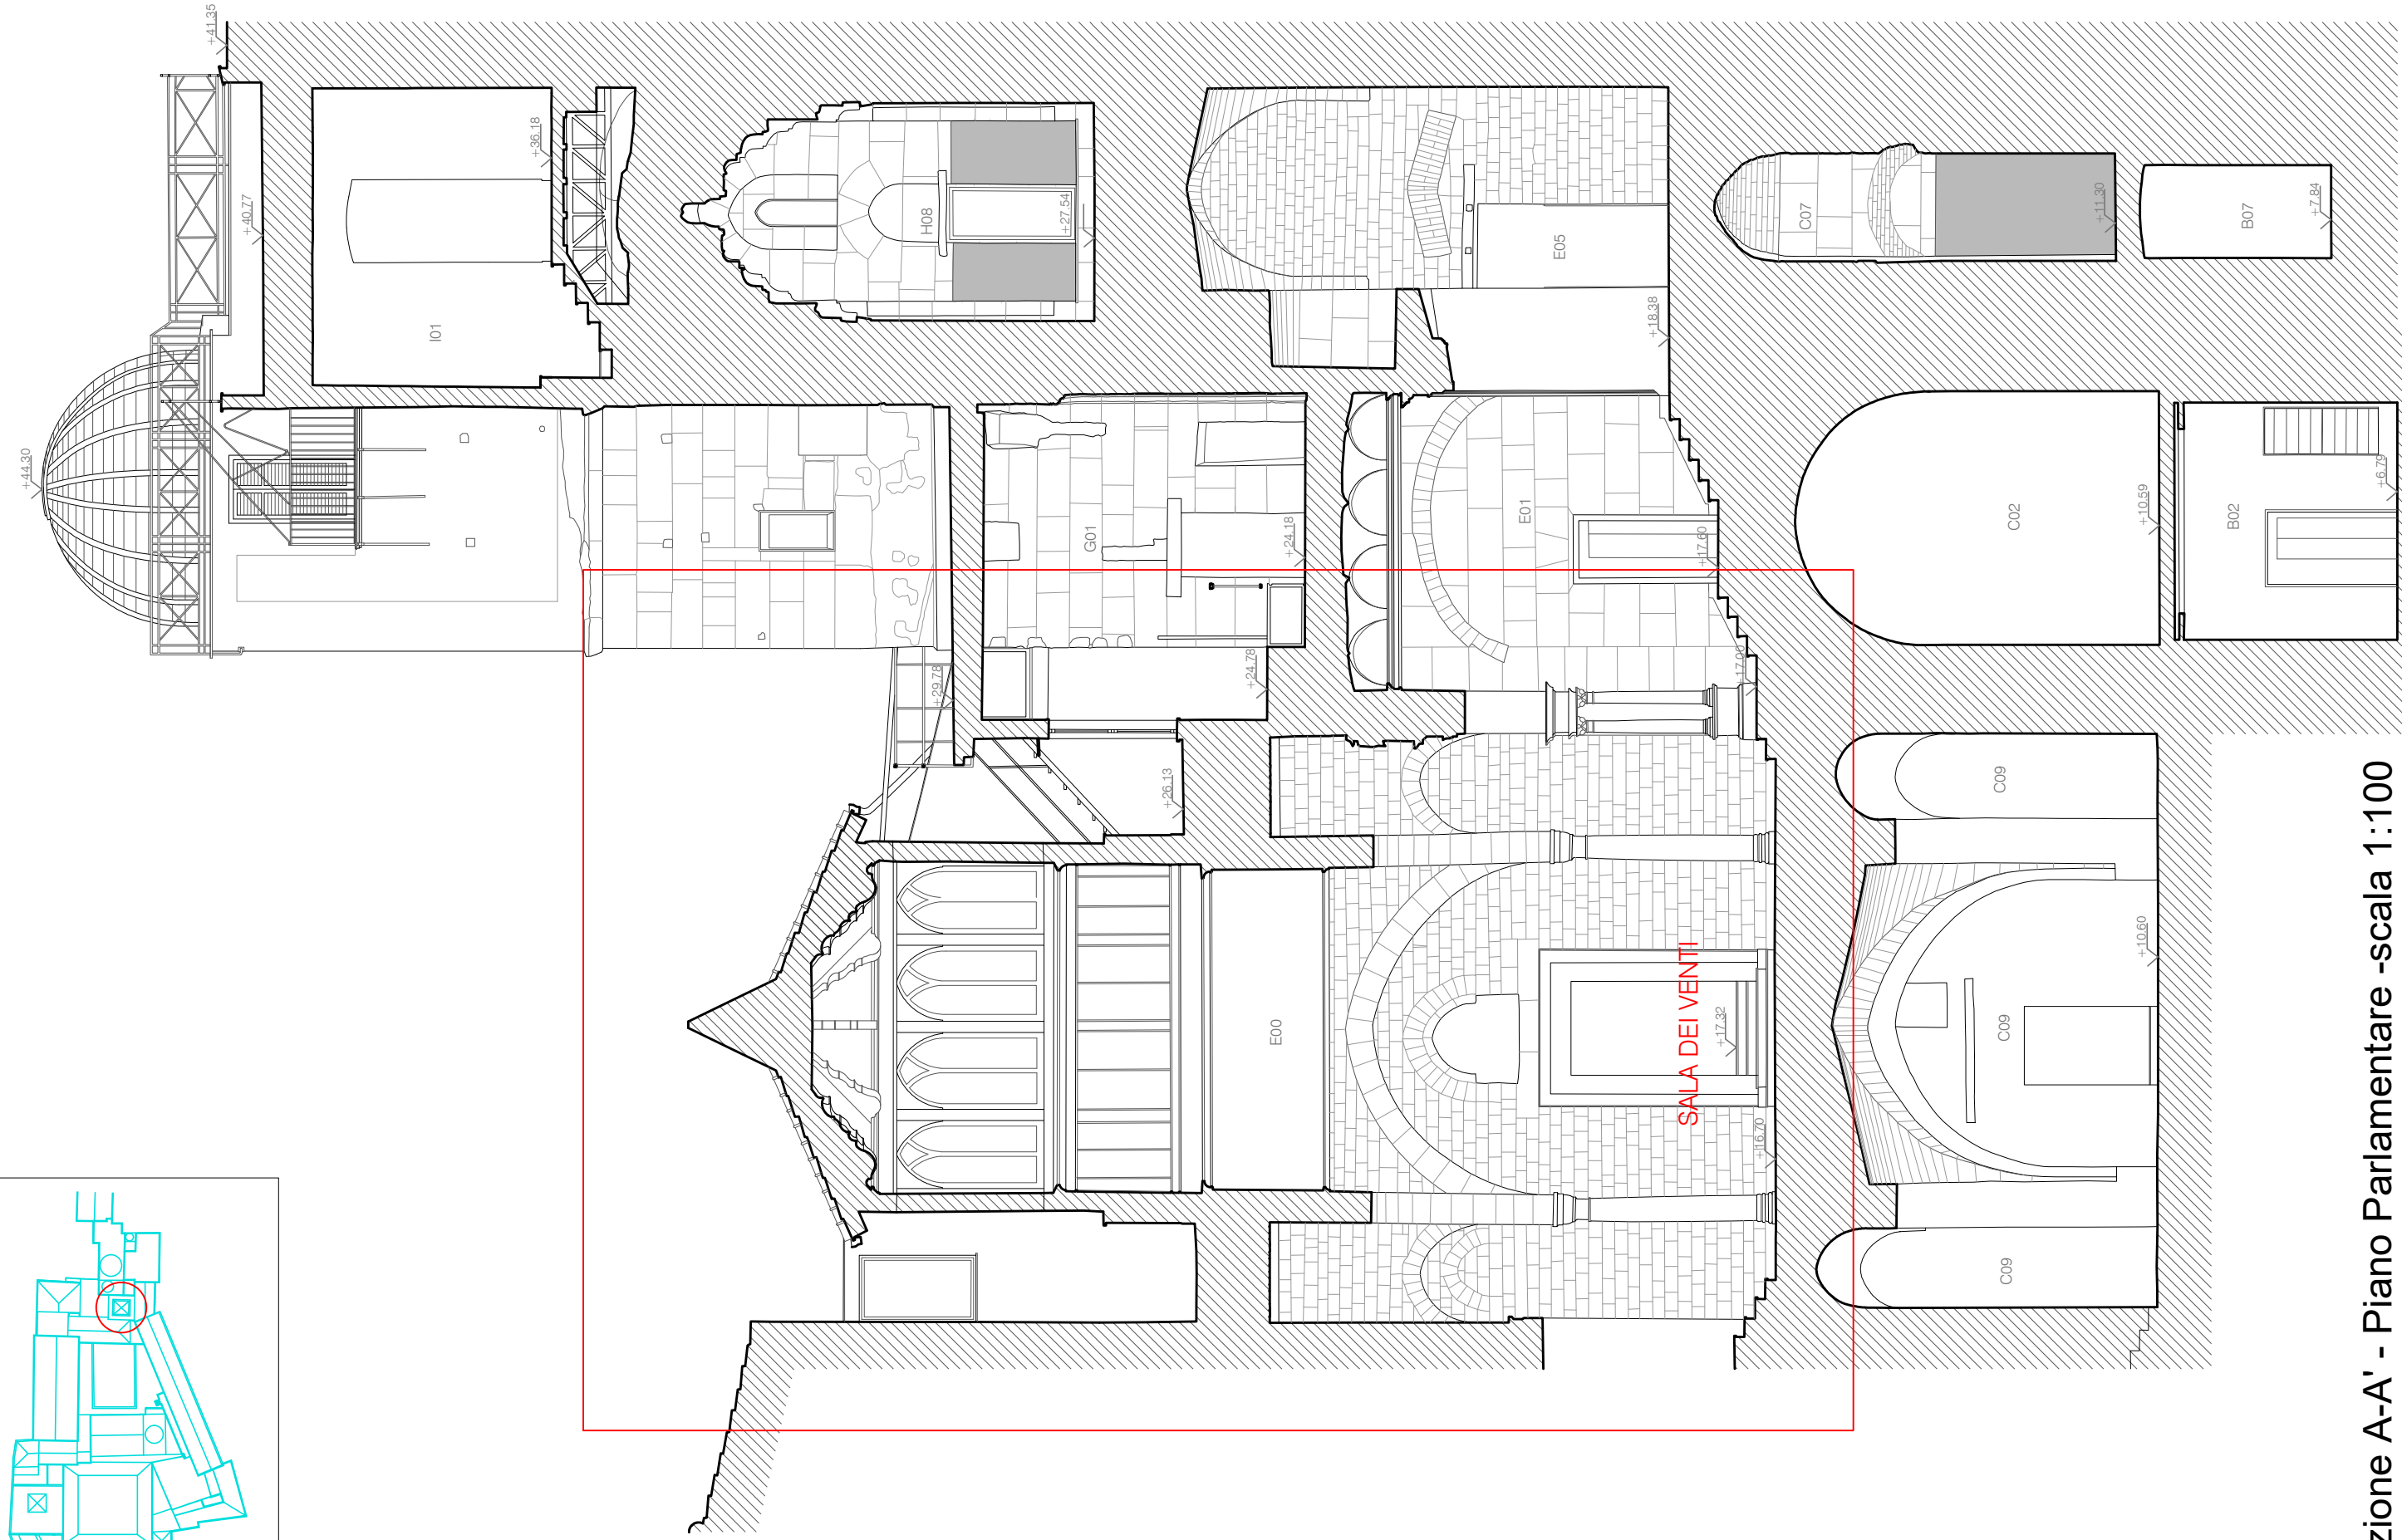 +44.30
+41.35
+40.77
I01
+36.18
H08
+27.54
+29.78
G01
+24.18
+24.78
+26.13
E05
+18.38
E01
+17.60
+17.00
E00
SALA DEI VENTI
+17.32
+16.70
C07
+11.30
C02
+10.59
C09
C09
+10.60
C09
B07
+7.84
B02
+6.79
zione A-A' - Piano Parlamentare -scala 1:100